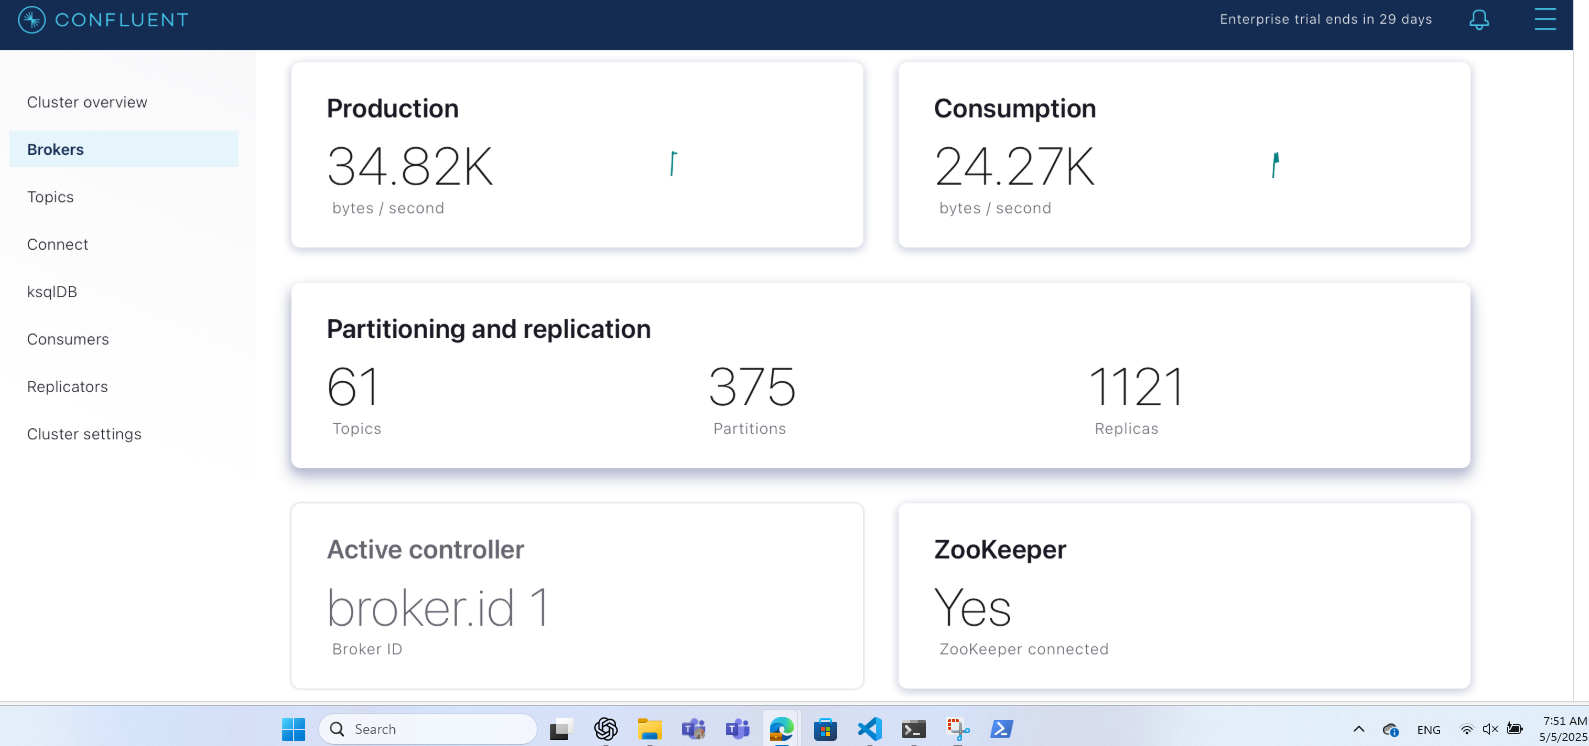 CONFLUENT
Enterprise trial ends in 29 days
Cluster overview
Brokers
Topics
Connect
ksqlDB
Consumers
Replicators
Cluster settings
Production
34.82K
bytes / second
Consumption
24.27K
bytes / second
Partitioning and replication
61
Topics
375
Partitions
1121
Replicas
Active controller
broker.id 1
Broker ID
ZooKeeper
Yes
ZooKeeper connected
Search
ENG
7:51 AM
5/5/2025